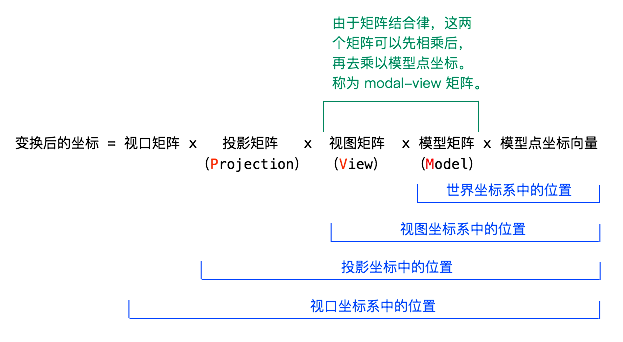 由于矩阵结合律，这两
个矩阵可以先相乘后，
再去乘以模型点坐标。
称为 modal-view 矩阵。
变换后的坐标 = 视口矩阵 x 投影矩阵 x 视图矩阵 x 模型矩阵 x 模型点坐标向量
(Projection) (View) (Model)
世界坐标系中的位置
视图坐标系中的位置
投影坐标中的位置
视口坐标系中的位置